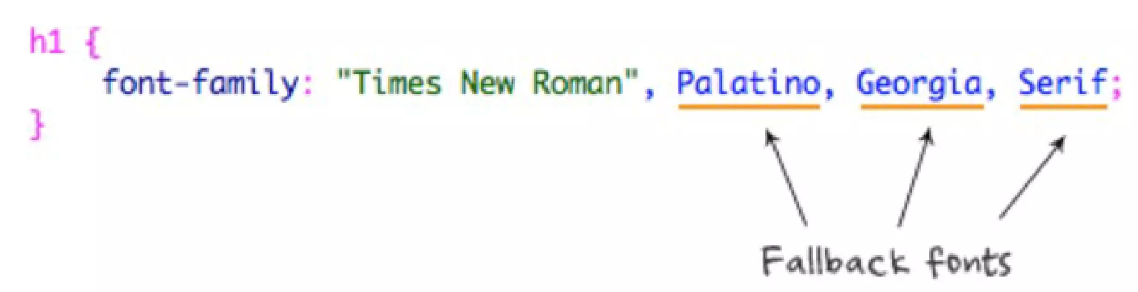 h1 {
font-family: "Times New Roman", Palatino, Georgia, Serif;
}
Fallback fonts